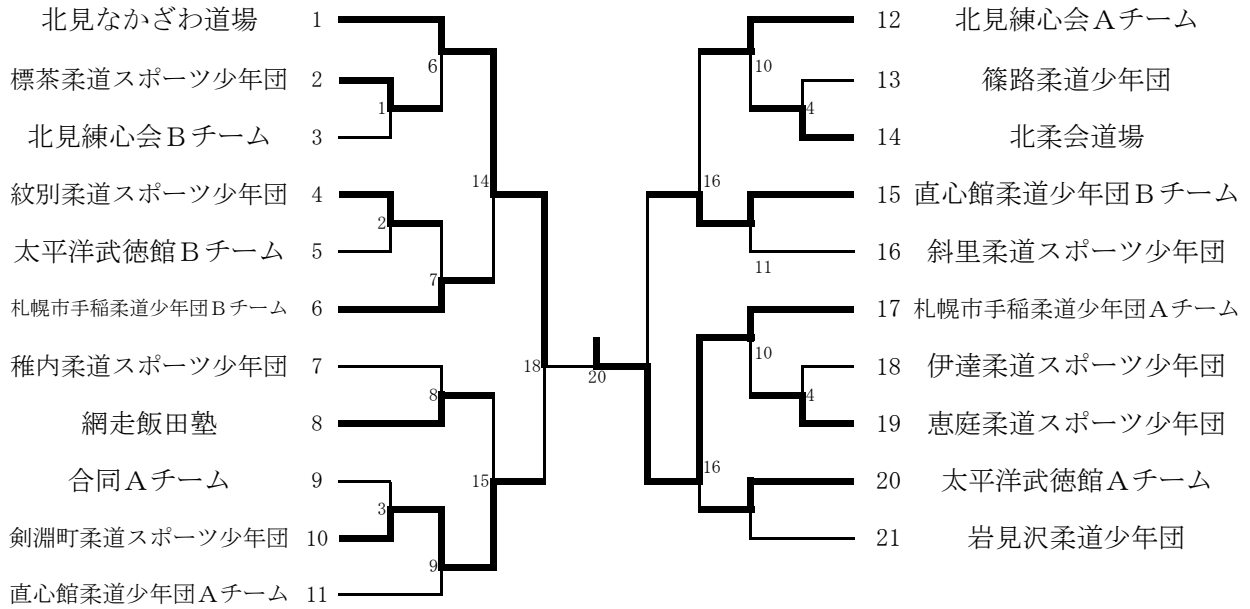 北見なかざわ道場 1
標茶柔道スポーツ少年団 2
北見練心会Bチーム 3
紋別柔道スポーツ少年団 4
太平洋武徳館Bチーム 5
札幌市手稲柔道少年団Bチーム 6
稚内柔道スポーツ少年団 7
網走飯田塾 8
合同Aチーム 9
剣淵町柔道スポーツ少年団 10
直心館柔道少年団Aチーム 11
6
1
14
2
7
18
8
15
3
9
20
10
4
16
11
10
4
16
12 北見練心会Aチーム
13 篠路柔道少年団
14 北柔会道場
15 直心館柔道少年団Bチーム
16 斜里柔道スポーツ少年団
17 札幌市手稲柔道少年団Aチーム
18 伊達柔道スポーツ少年団
19 恵庭柔道スポーツ少年団
20 太平洋武徳館Aチーム
21 岩見沢柔道少年団